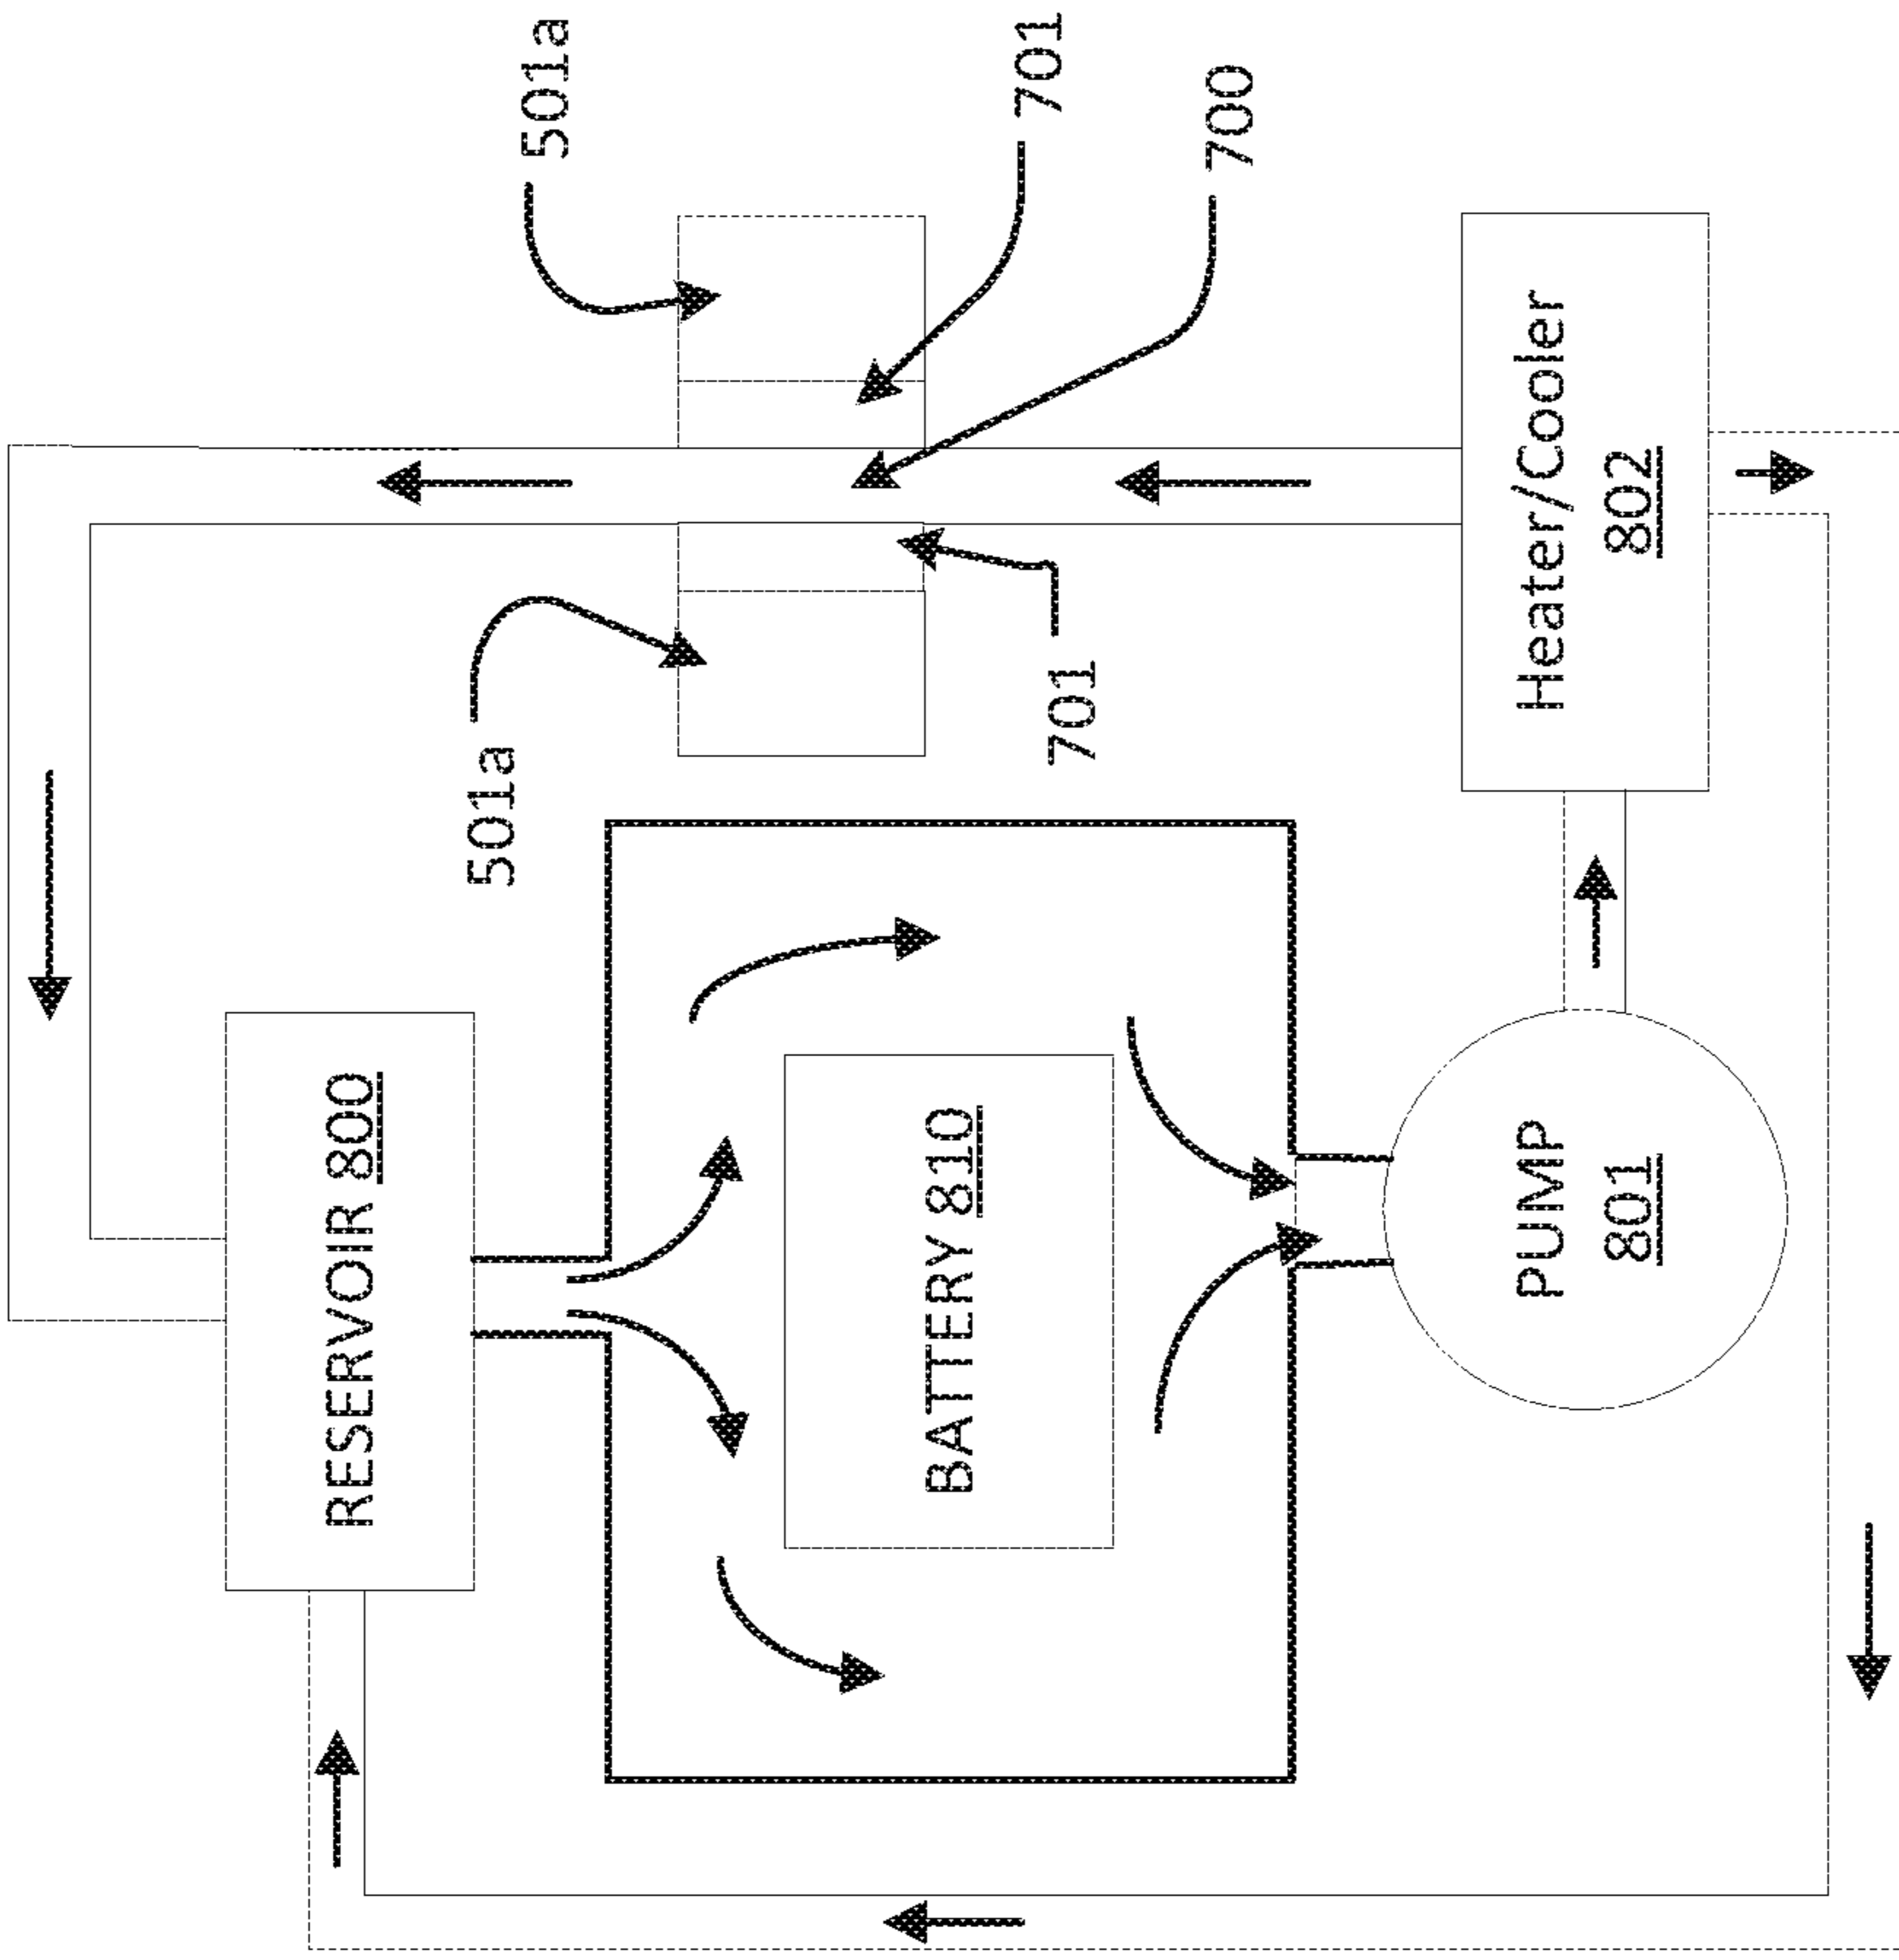 RESERVOIR 800
501a
501a
BATTERY 810
701
701
700
PUMP
801
Heater/Cooler
802